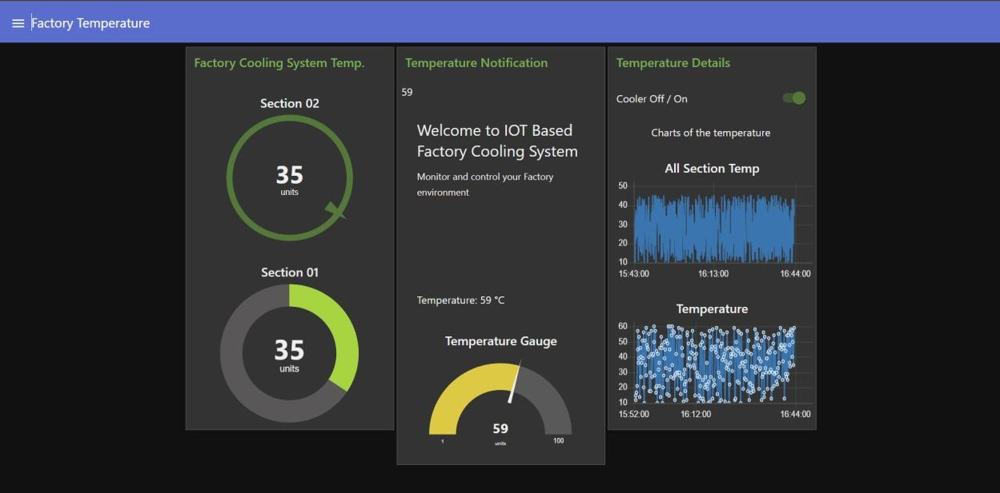 Factory Temperature
Factory Cooling System Temp.
Section 02
35
units
Section 01
35
units
Temperature Notification
59
Welcome to IOT Based
Factory Cooling System
Monitor and control your Factory
environment
Temperature: 59 °C
Temperature Gauge
59
units
1
100
Temperature Details
Cooler Off / On
Charts of the temperature
All Section Temp
50
40
30
20
10
15:43:00 16:13:00 16:44:00
Temperature
60
50
40
30
20
10
15:52:00 16:12:00 16:44:00